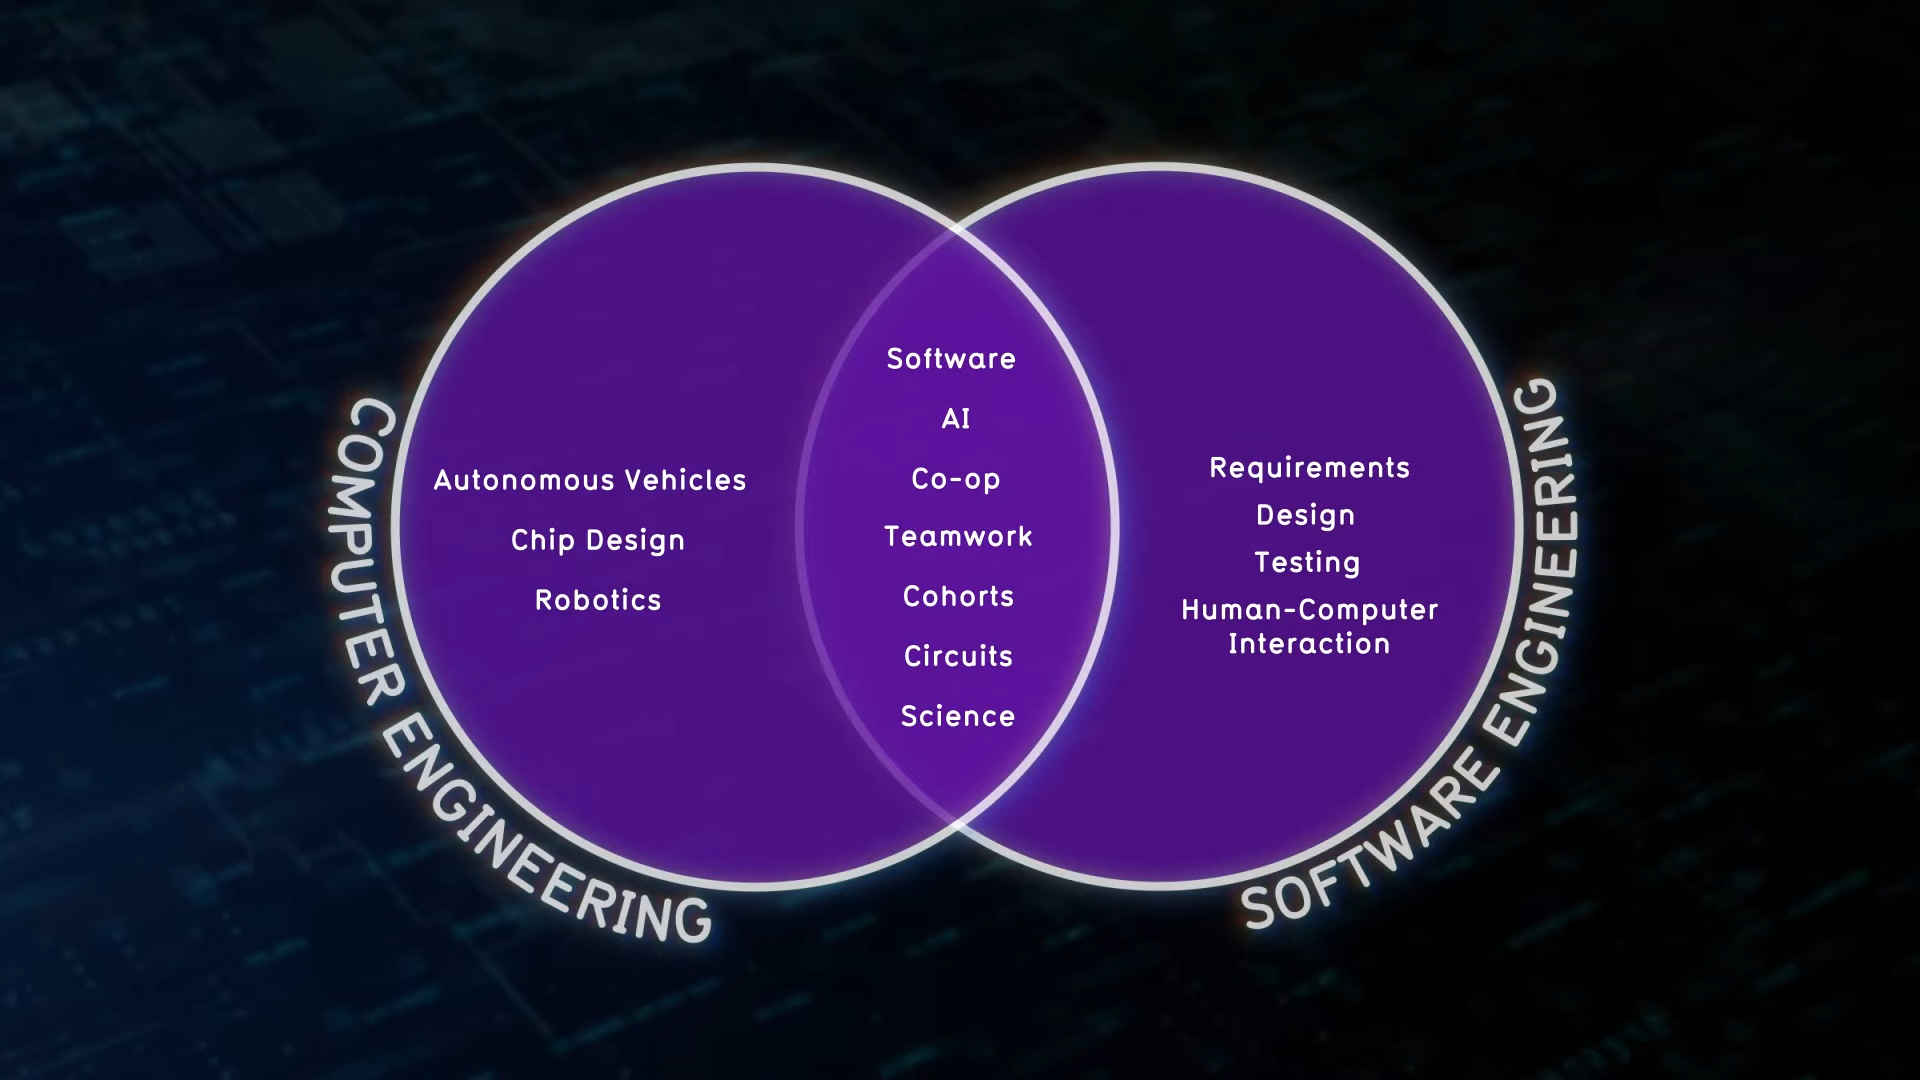 COMPUTER ENGINEERING
Autonomous Vehicles
Chip Design
Robotics
Software
AI
Co-op
Teamwork
Cohorts
Circuits
Science
Requirements
Design
Testing
Human-Computer
Interaction
SOFTWARE ENGINEERING